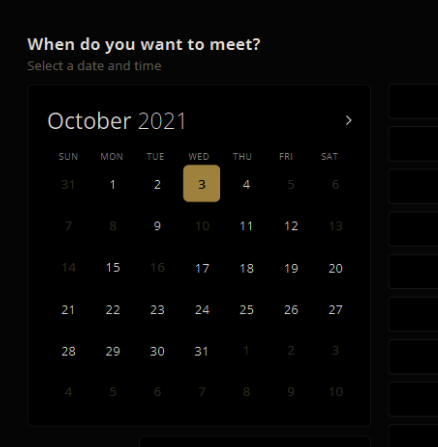 When do you want to meet?
Select a date and time
October 2021
SUN MON TUE WED THU FRI SAT
31 1 2 3 4 5 6
7 8 9 10 11 12 13
14 15 16 17 18 19 20
21 22 23 24 25 26 27
28 29 30 31 1 2 3
4 5 6 7 8 9 10